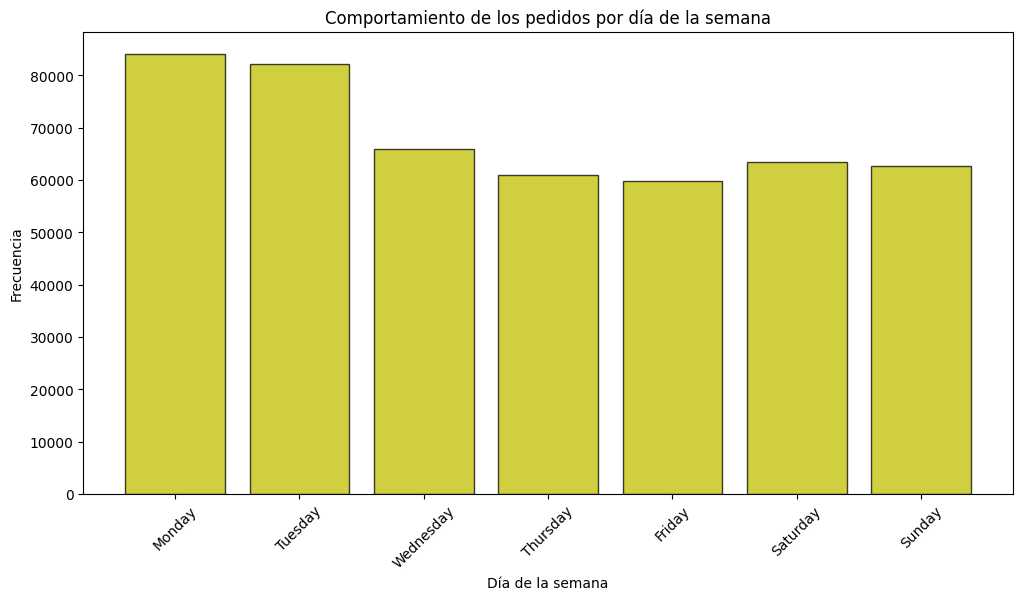 Comportamiento de los pedidos por día de la semana
Frecuencia
80000
70000
60000
50000
40000
30000
20000
10000
0
Monday
Tuesday
Wednesday
Thursday
Friday
Saturday
Sunday
Día de la semana